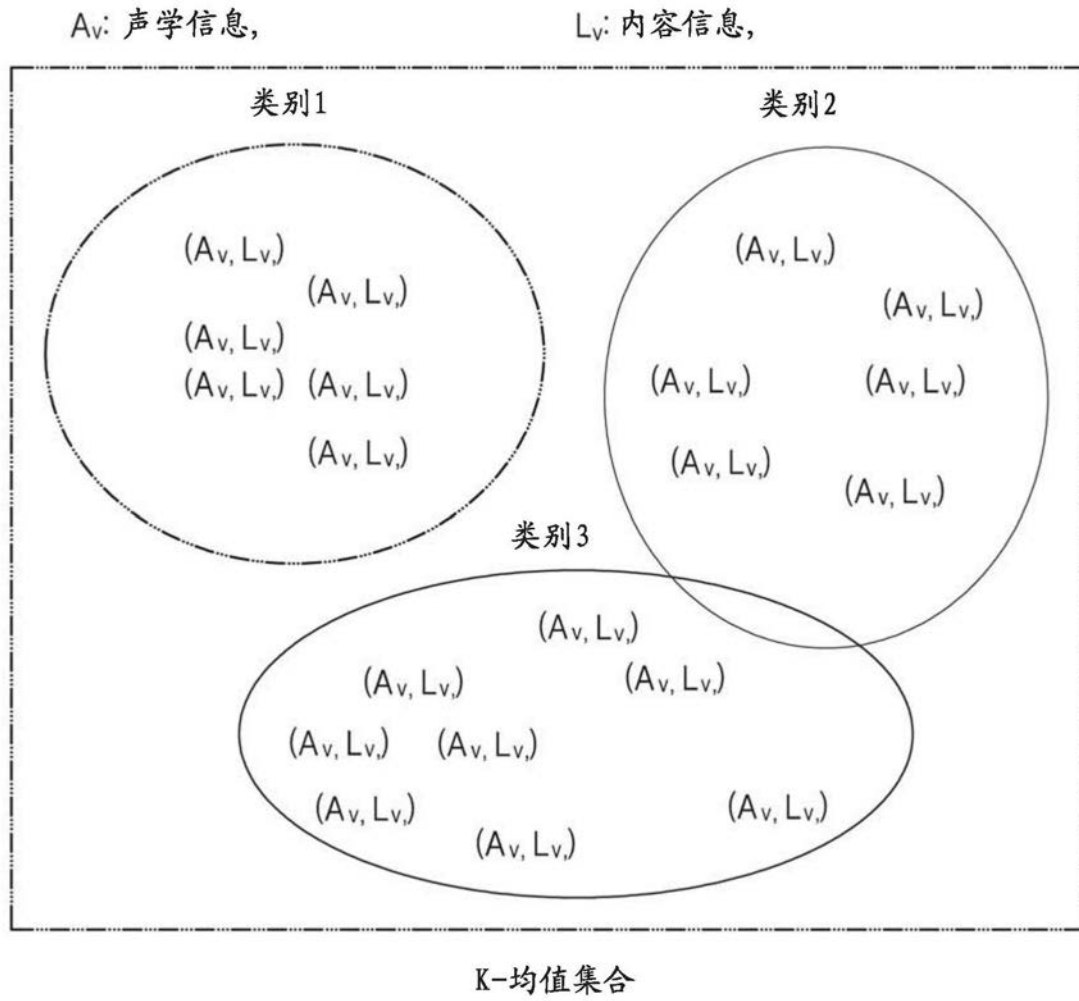 Av: 声学信息, Lv: 内容信息,
类别1 类别2
(Av, Lv,) (Av, Lv,)
(Av, Lv,) (Av, Lv,)
(Av, Lv,)
(Av, Lv,) (Av, Lv,) (Av, Lv,) (Av, Lv,)
(Av, Lv,) (Av, Lv,)
(Av, Lv,)
类别3
(Av, Lv,)
(Av, Lv,) (Av, Lv,)
(Av, Lv,) (Av, Lv,)
(Av, Lv,) (Av, Lv,)
(Av, Lv,)
K-均值集合